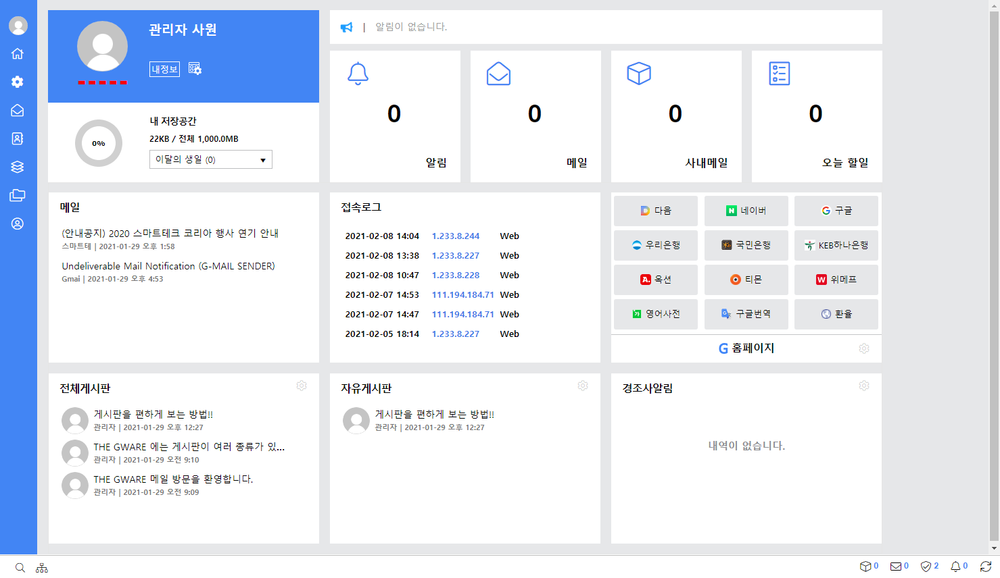 관리자 사원
내정보
0%
내 저장공간
22KB / 전체 1,000.0MB
이달의 생일 (0)
알림이 없습니다.
0
알림
0
메일
0
사내메일
0
오늘 할일
메일
(안내공지) 2020 스마트테크 코리아 행사 연기 안내
스마트테 | 2021-01-29 오후 1:58
Undeliverable Mail Notification (G-MAIL SENDER)
Gmai | 2021-01-29 오후 4:53
접속로그
2021-02-08 14:04 1.233.8.244 Web
2021-02-08 13:38 1.233.8.227 Web
2021-02-08 10:47 1.233.8.228 Web
2021-02-07 14:53 111.194.184.71 Web
2021-02-07 14:47 111.194.184.71 Web
2021-02-05 18:14 1.233.8.227 Web
다음 네이버 구글
우리은행 국민은행 KEB하나은행
옥션 티몬 위메프
영어사전 구글번역 환율
G 홈페이지
전체게시판
게시판을 편하게 보는 방법!!
관리자 | 2021-01-29 오후 12:27
THE GWARE 에는 게시판이 여러 종류가 있...
관리자 | 2021-01-29 오전 9:10
THE GWARE 메일 방문을 환영합니다.
관리자 | 2021-01-29 오전 9:09
자유게시판
게시판을 편하게 보는 방법!!
관리자 | 2021-01-29 오후 12:27
경조사알림
내역이 없습니다.
0 0 2 0